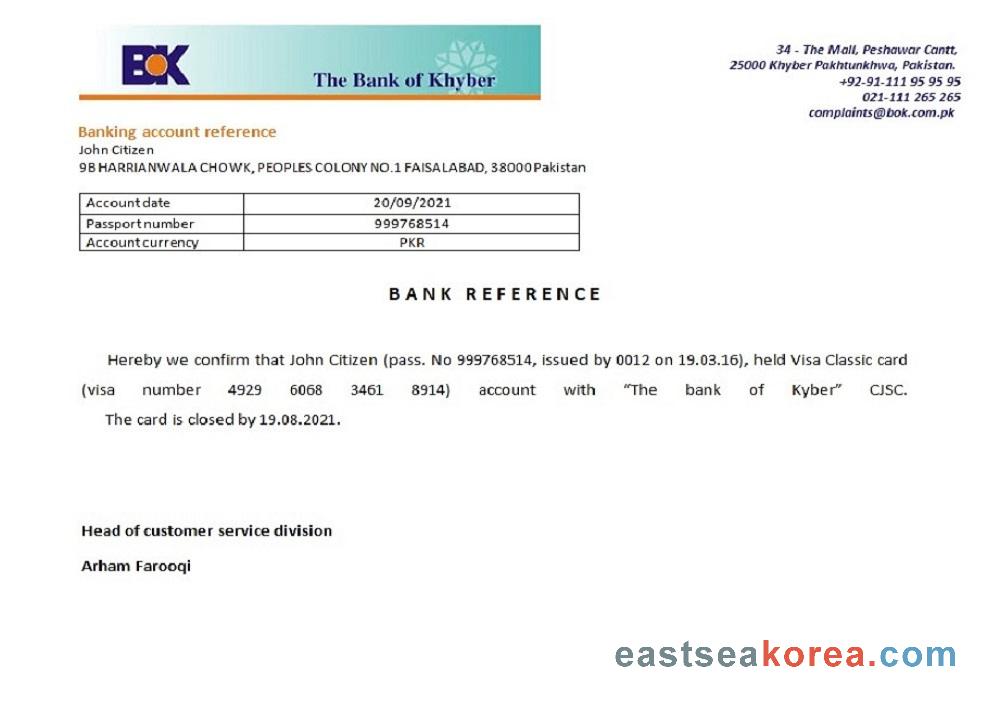 BOK
The Bank of Khyber
34 - The Mall, Peshawar Cantt,
25000 Khyber Pakhtunkhwa, Pakistan.
+92-91-111 95 95 95
021-111 265 265
complaints@bok.com.pk
Banking account reference
John Citizen
9B HARRIANWALA CHOWK, PEOPLES COLONY NO.1 FAISALABAD, 38000 Pakistan
Account date 20/09/2021
Passport number 999768514
Account currency PKR
BANK REFERENCE
Hereby we confirm that John Citizen (pass. No 999768514, issued by 0012 on 19.03.16), held Visa Classic card
(visa number 4929 6068 3461 8914) account with “The bank of Kyber” CJSC.
The card is closed by 19.08.2021.
Head of customer service division
Arham Farooqi
eastseakorea.com